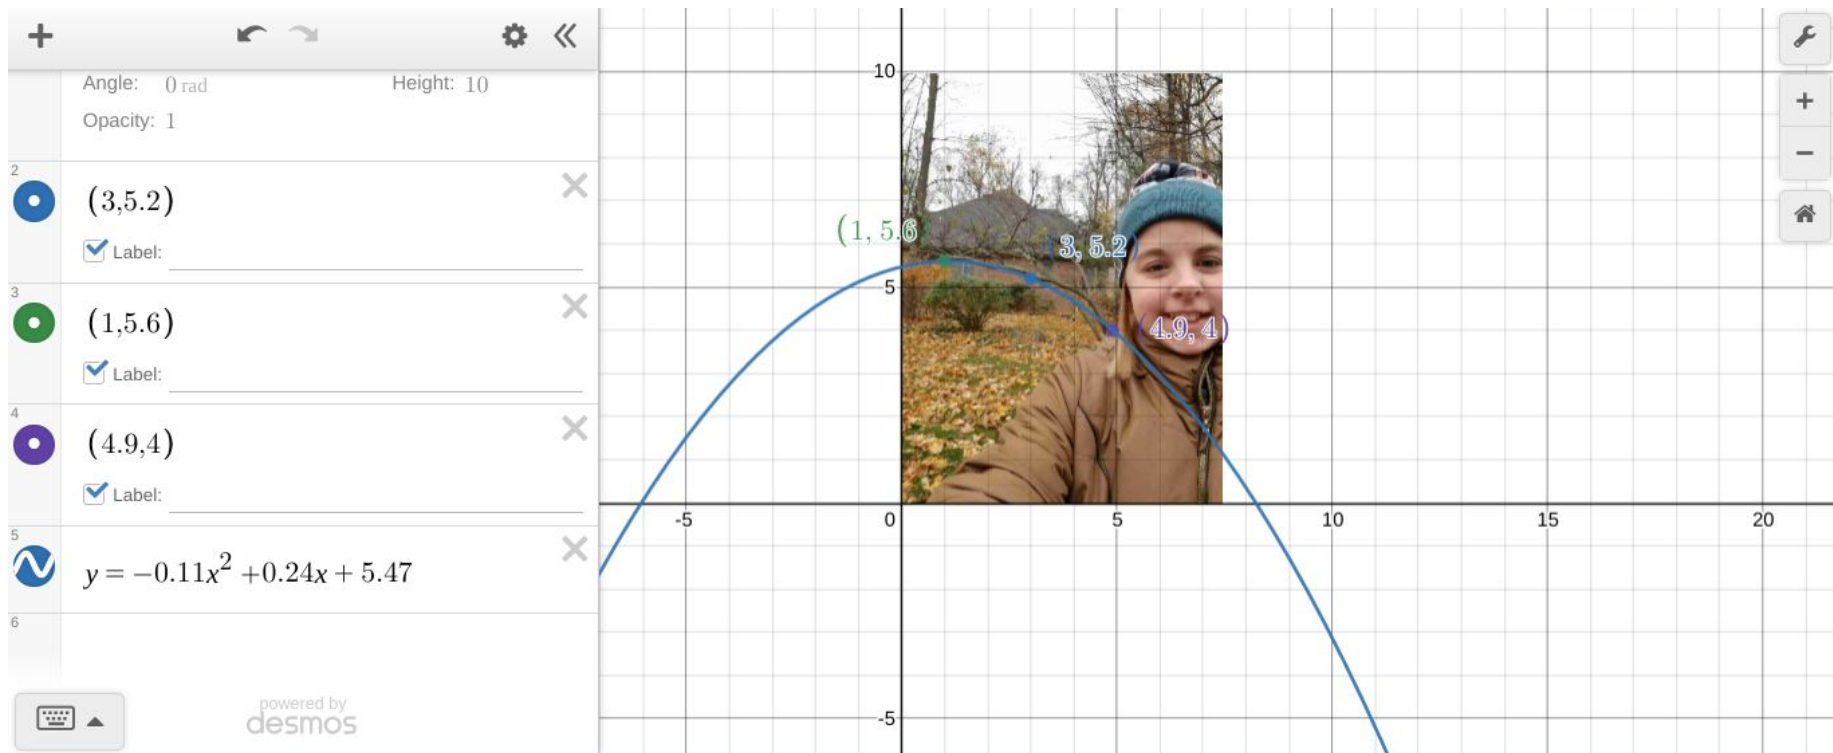 Angle: 0 rad Height: 10
Opacity: 1
2
(3,5.2)
Label:
3
(1,5.6)
Label:
4
(4.9,4)
Label:
5
y = −0.11x² +0.24x + 5.47
6
powered by
desmos
10
(1, 5.6)
(3, 5.2)
5
(4.9, 4)
-5 0 5 10 15 20
-5